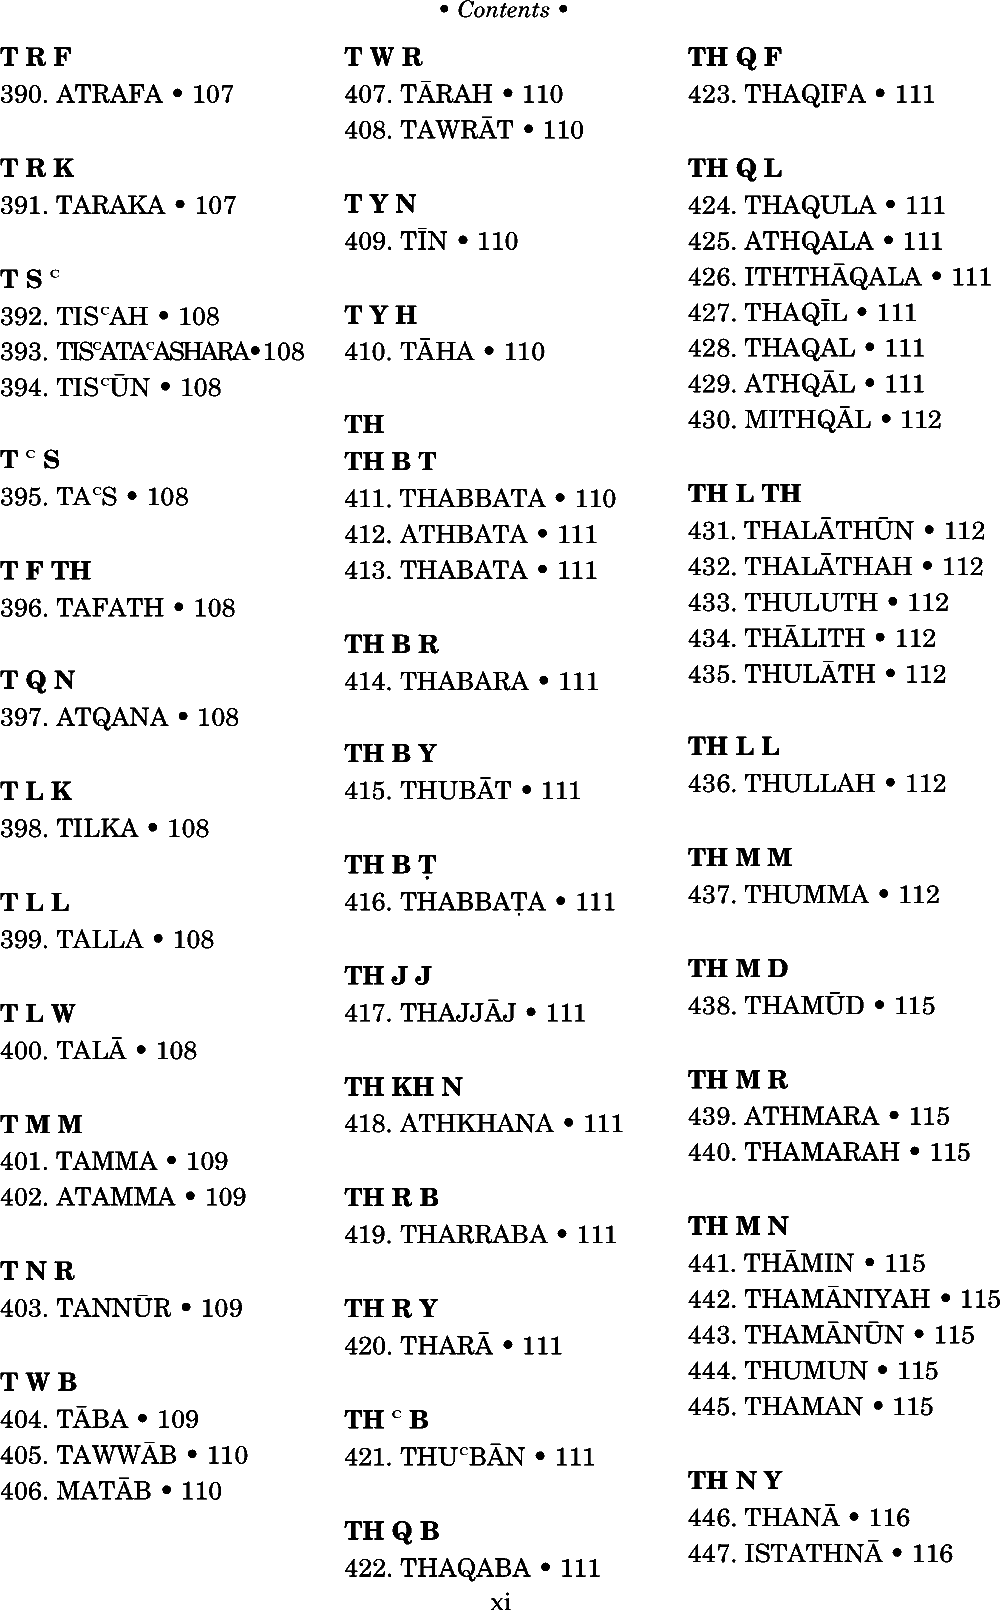 • Contents •
T R F
390. ATRAFA • 107
T R K
391. TARAKA • 107
T S ᶜ
392. TISᶜAH • 108
393. TISᶜATAᶜASHARA•108
394. TISᶜŪN • 108
T ᶜ S
395. TAᶜS • 108
T F TH
396. TAFATH • 108
T Q N
397. ATQANA • 108
T L K
398. TILKA • 108
T L L
399. TALLA • 108
T L W
400. TALĀ • 108
T M M
401. TAMMA • 109
402. ATAMMA • 109
T N R
403. TANNŪR • 109
T W B
404. TĀBA • 109
405. TAWWĀB • 110
406. MATĀB • 110
T W R
407. TĀRAH • 110
408. TAWRĀT • 110
T Y N
409. TĪN • 110
T Y H
410. TĀHA • 110
TH
TH B T
411. THABBATA • 110
412. ATHBATA • 111
413. THABATA • 111
TH B R
414. THABARA • 111
TH B Y
415. THUBĀT • 111
TH B Ṭ
416. THABBAṬA • 111
TH J J
417. THAJJĀJ • 111
TH KH N
418. ATHKHANA • 111
TH R B
419. THARRABA • 111
TH R Y
420. THARĀ • 111
TH ᶜ B
421. THUᶜBĀN • 111
TH Q B
422. THAQABA • 111
TH Q F
423. THAQIFA • 111
TH Q L
424. THAQULA • 111
425. ATHQALA • 111
426. ITHTHĀQALA • 111
427. THAQĪL • 111
428. THAQAL • 111
429. ATHQĀL • 111
430. MITHQĀL • 112
TH L TH
431. THALĀTHŪN • 112
432. THALĀTHAH • 112
433. THULUTH • 112
434. THĀLITH • 112
435. THULĀTH • 112
TH L L
436. THULLAH • 112
TH M M
437. THUMMA • 112
TH M D
438. THAMŪD • 115
TH M R
439. ATHMARA • 115
440. THAMARAH • 115
TH M N
441. THĀMIN • 115
442. THAMĀNIYAH • 115
443. THAMĀNŪN • 115
444. THUMUN • 115
445. THAMAN • 115
TH N Y
446. THANĀ • 116
447. ISTATHNĀ • 116
xi